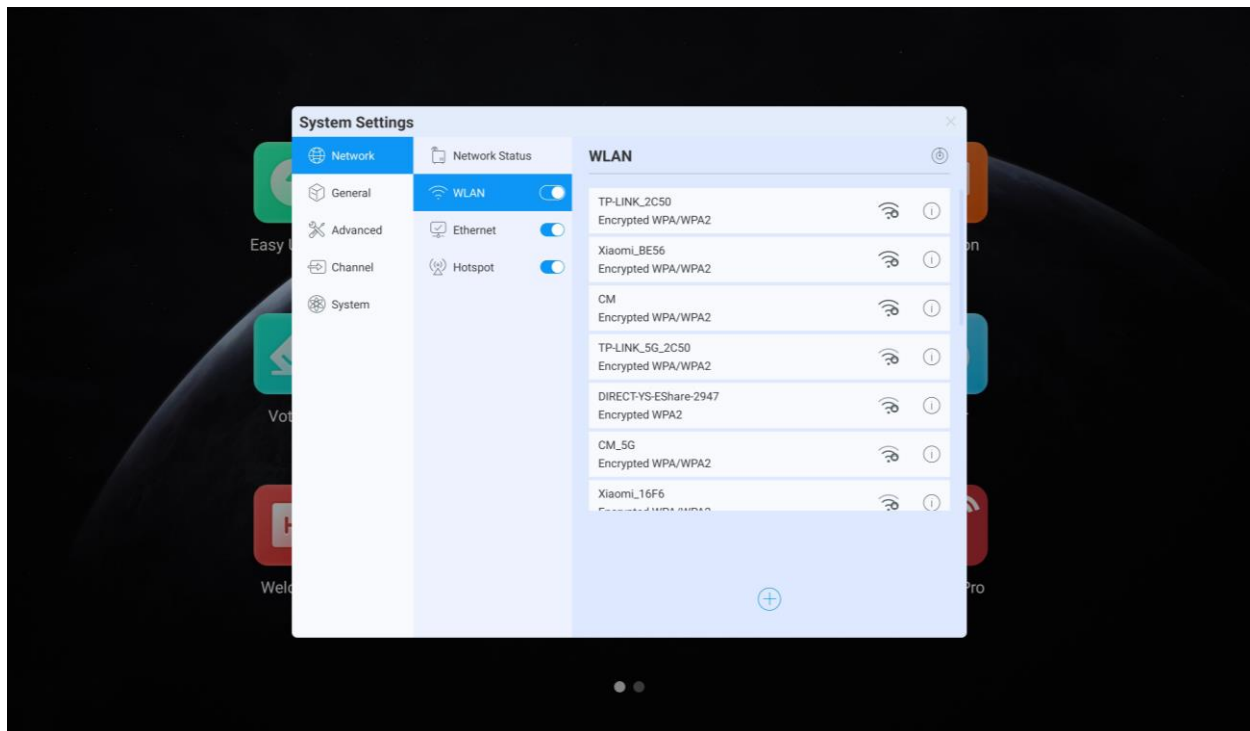 System Settings
Network
General
Advanced
Channel
System
Network Status
WLAN
Ethernet
Hotspot
WLAN
TP-LINK_2C50
Encrypted WPA/WPA2
Xiaomi_BE56
Encrypted WPA/WPA2
CM
Encrypted WPA/WPA2
TP-LINK_5G_2C50
Encrypted WPA/WPA2
DIRECT-YS-EShare-2947
Encrypted WPA2
CM_5G
Encrypted WPA/WPA2
Xiaomi_16F6
Easy
Vot
Welc
on
Pro